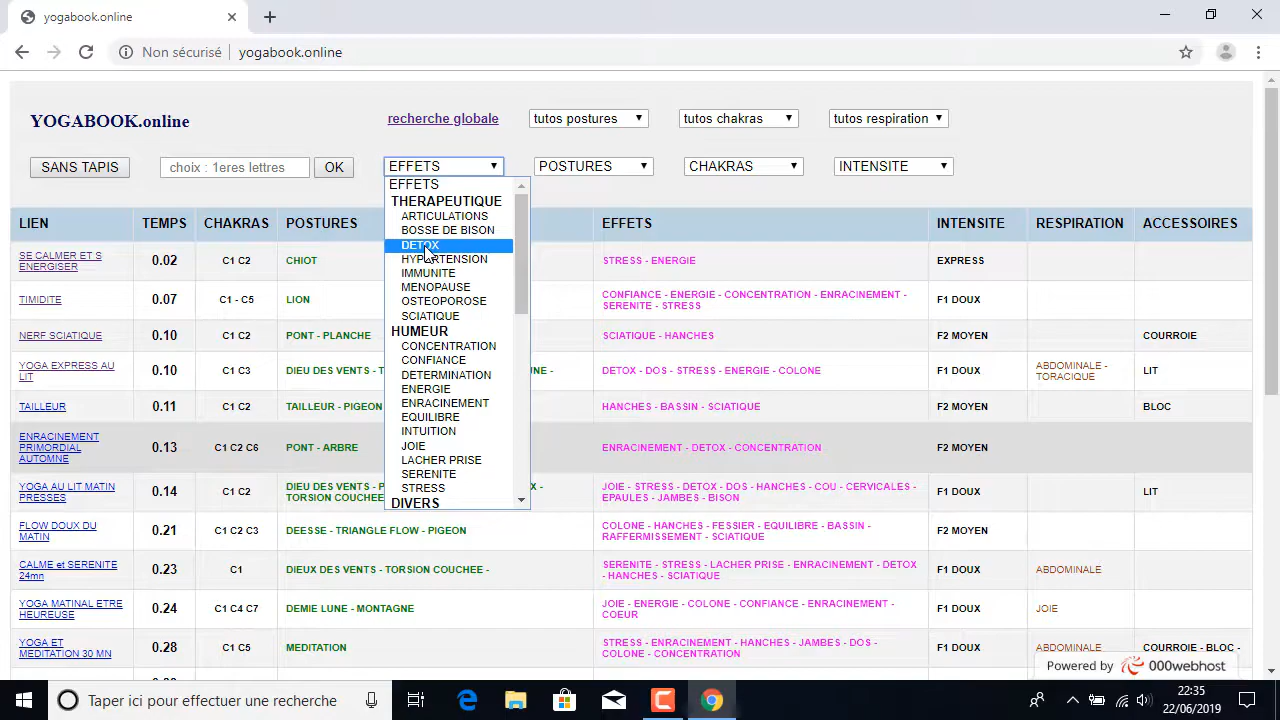 yogabook.online
Non sécurisé yogabook.online
YOGABOOK.online recherche globale tutos postures tutos chakras tutos respiration
SANS TAPIS choix : 1eres lettres OK EFFETS POSTURES CHAKRAS INTENSITE
EFFETS
THERAPEUTIQUE
ARTICULATIONS
BOSSE DE BISON
DETOX
HYPERTENSION
IMMUNITE
MENOPAUSE
OSTEOPOROSE
SCIATIQUE
HUMEUR
CONCENTRATION
CONFIANCE
DETERMINATION
ENERGIE
ENRACINEMENT
EQUILIBRE
INTUITION
JOIE
LACHER PRISE
SERENITE
STRESS
DIVERS
LIEN TEMPS CHAKRAS POSTURES EFFETS INTENSITE RESPIRATION ACCESSOIRES
SE CALMER ET S
ENERGISER
0.02 C1 C2 CHIOT STRESS - ENERGIE EXPRESS
TIMIDITE 0.07 C1 - C5 LION
CONFIANCE - ENERGIE - CONCENTRATION - ENRACINEMENT -
SERENITE - STRESS
F1 DOUX
NERF SCIATIQUE 0.10 C1 C2 PONT - PLANCHE SCIATIQUE - HANCHES F2 MOYEN COURROIE
YOGA EXPRESS AU
LIT
0.10 C1 C3 DIEU DES VENTS - T UNE - DETOX - DOS - STRESS - ENERGIE - COLONE F1 DOUX
ABDOMINALE -
TORACIQUE
LIT
TAILLEUR 0.11 C1 C2 TAILLEUR - PIGEON HANCHES - BASSIN - SCIATIQUE F2 MOYEN BLOC
ENRACINEMENT
PRIMORDIAL
AUTOMNE
0.13 C1 C2 C6 PONT - ARBRE ENRACINEMENT - DETOX - CONCENTRATION F2 MOYEN
YOGA AU LIT MATIN
PRESSES
0.14 C1 C2
DIEU DES VENTS - P X -
TORSION COUCHEE
JOIE - STRESS - DETOX - DOS - HANCHES - COU - CERVICALES -
EPAULES - JAMBES - BISON
F1 DOUX LIT
FLOW DOUX DU
MATIN
0.21 C1 C2 C3 DEESSE - TRIANGLE FLOW - PIGEON
COLONE - HANCHES - FESSIER - EQUILIBRE - BASSIN -
RAFFERMISSEMENT - SCIATIQUE
F2 MOYEN
CALME et SERENITE
24mn
0.23 C1 DIEUX DES VENTS - TORSION COUCHEE -
SERENITE - STRESS - LACHER PRISE - ENRACINEMENT - DETOX
- HANCHES - SCIATIQUE
F1 DOUX ABDOMINALE
YOGA MATINAL ETRE
HEUREUSE
0.24 C1 C4 C7 DEMIE LUNE - MONTAGNE
JOIE - ENERGIE - COLONE - CONFIANCE - ENRACINEMENT -
COEUR
F1 DOUX JOIE
YOGA ET
MEDITATION 30 MN
0.28 C1 C5 MEDITATION
STRESS - ENRACINEMENT - HANCHES - JAMBES - DOS -
COLONE - CONCENTRATION
F1 DOUX ABDOMINALE COURROIE - BLOC -
Powered by 000webhost
Taper ici pour effectuer une recherche
22:35
22/06/2019